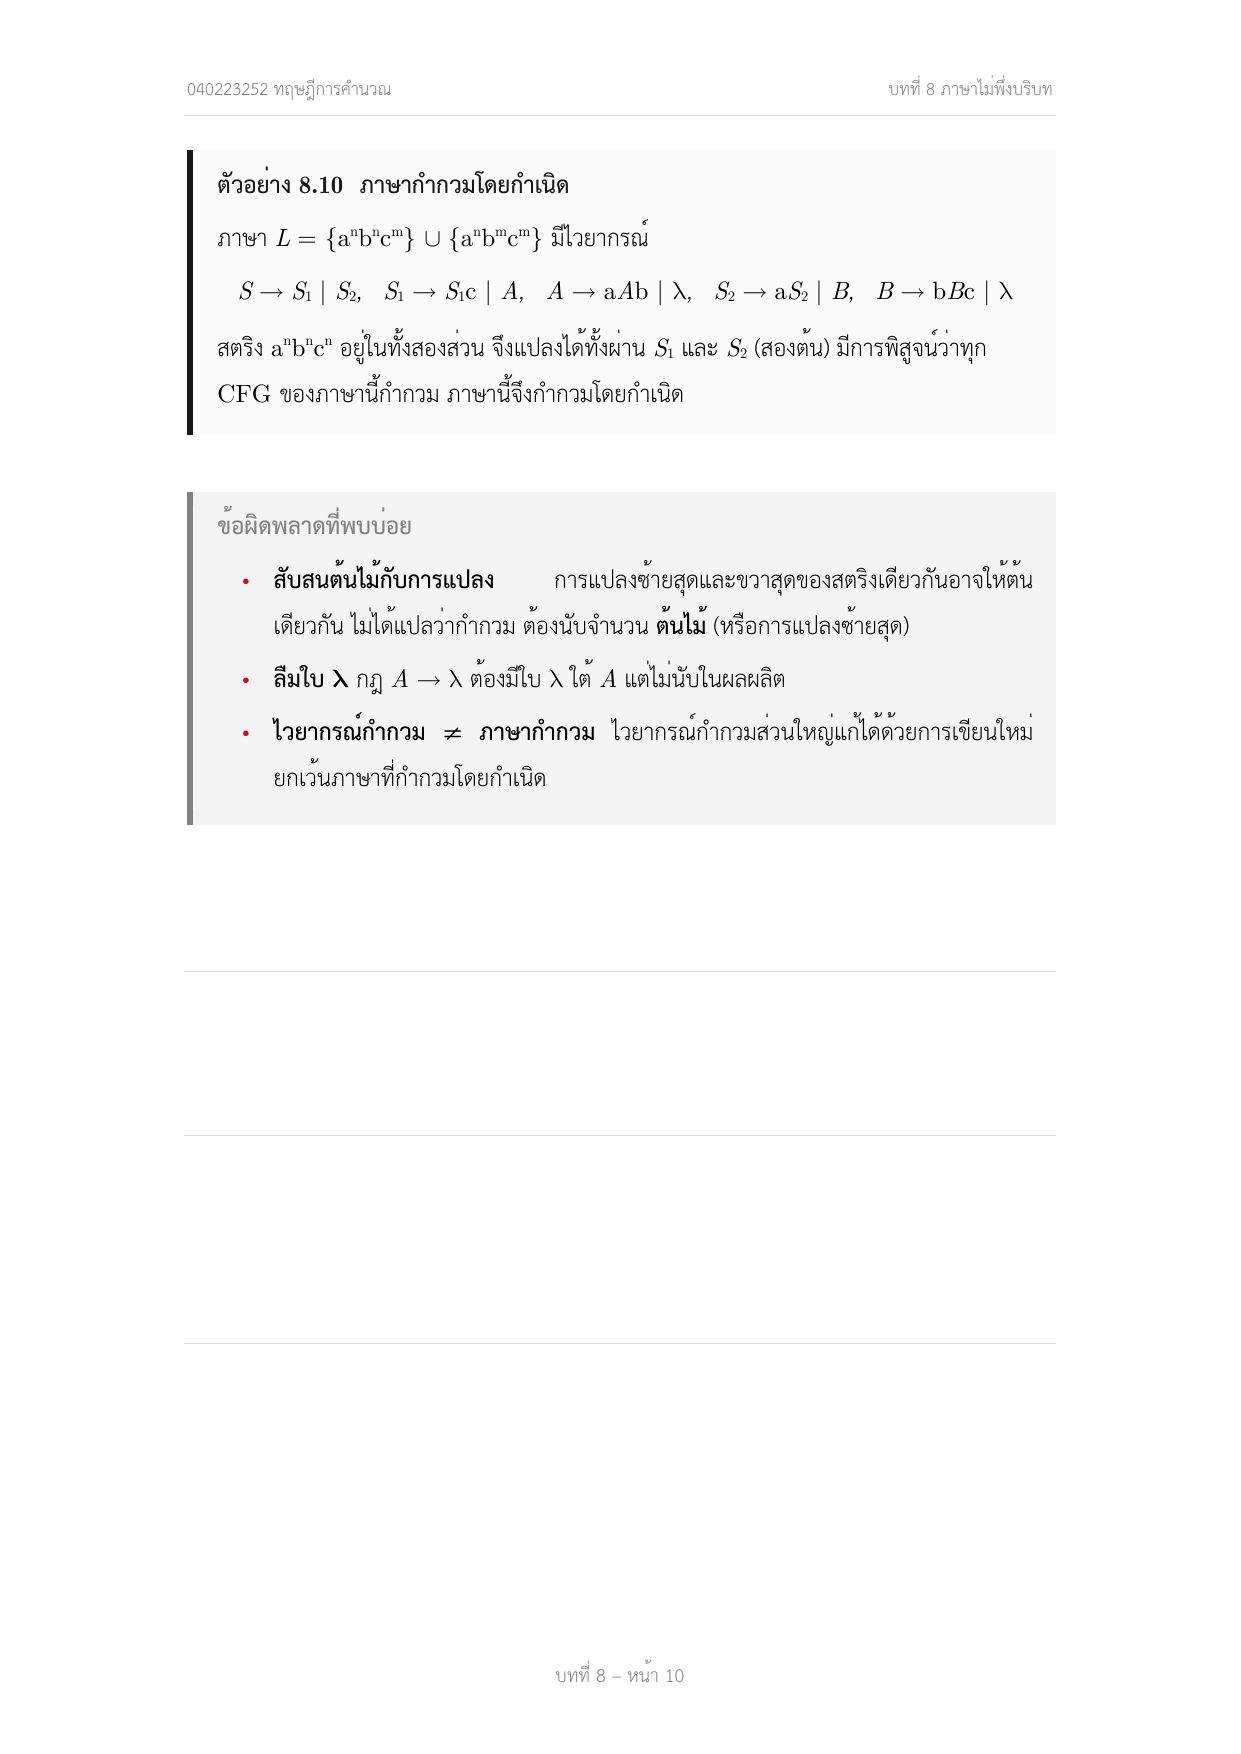 040223252 ทฤษฎีการคำนวณ
บทที่ 8 ภาษาไม่พึ่งบริบท
ตัวอย่าง 8.10 ภาษากำกวมโดยกำเนิด
ภาษา L = {aⁿbⁿcᵐ} ∪ {aⁿbᵐcᵐ} มีไวยากรณ์
S → S₁ | S₂, S₁ → S₁c | A, A → aAb | λ, S₂ → aS₂ | B, B → bBc | λ
สตริง aⁿbⁿcⁿ อยู่ในทั้งสองส่วน จึงแปลงได้ทั้งผ่าน S₁ และ S₂ (สองต้น) มีการพิสูจน์ว่าทุก
CFG ของภาษานี้กำกวม ภาษานี้จึงกำกวมโดยกำเนิด
ข้อผิดพลาดที่พบบ่อย
• สับสนต้นไม้กับการแปลง การแปลงซ้ายสุดและขวาสุดของสตริงเดียวกันอาจให้ต้น
เดียวกัน ไม่ได้แปลว่ากำกวม ต้องนับจำนวน ต้นไม้ (หรือการแปลงซ้ายสุด)
• ลืมใบ λ กฎ A → λ ต้องมีใบ λ ใต้ A แต่ไม่นับในผลผลิต
• ไวยากรณ์กำกวม ≠ ภาษากำกวม ไวยากรณ์กำกวมส่วนใหญ่แก้ได้ด้วยการเขียนใหม่
ยกเว้นภาษาที่กำกวมโดยกำเนิด
บทที่ 8 – หน้า 10